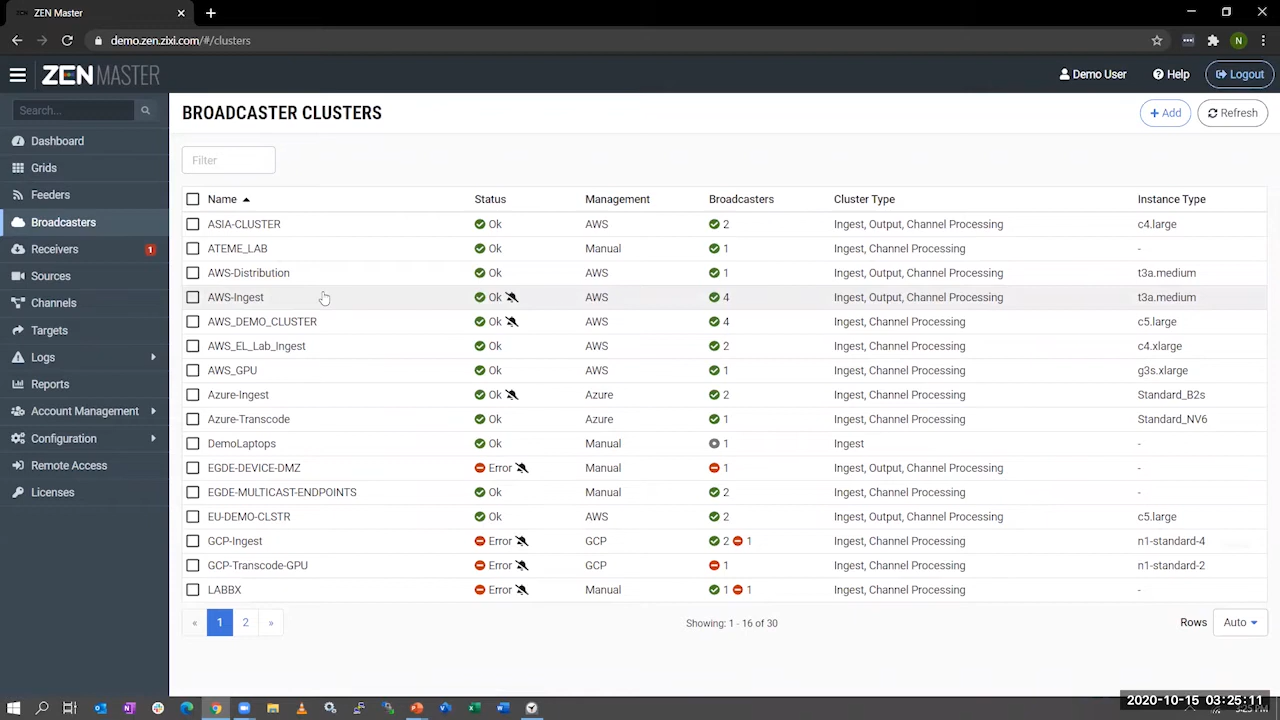 ZEN Master
demo.zenzixi.com/#/clusters
N
ZEN MASTER
Demo User
Help
Logout
Search...
BROADCASTER CLUSTERS
Add
Refresh
Dashboard
Grids
Feeders
Broadcasters
Receivers 1
Sources
Channels
Targets
Logs
Reports
Account Management
Configuration
Remote Access
Licenses
Filter
Name Status Management Broadcasters Cluster Type Instance Type
ASIA-CLUSTER Ok AWS 2 Ingest, Output, Channel Processing c4.large
ATEME_LAB Ok Manual 1 Ingest, Channel Processing -
AWS-Distribution Ok AWS 1 Ingest, Output, Channel Processing t3a.medium
AWS-Ingest Ok AWS 4 Ingest, Output, Channel Processing t3a.medium
AWS_DEMO_CLUSTER Ok AWS 4 Ingest, Channel Processing c5.large
AWS_EL_Lab_Ingest Ok AWS 2 Ingest, Channel Processing c4.xlarge
AWS_GPU Ok AWS 1 Ingest, Channel Processing g3s.xlarge
Azure-Ingest Ok Azure 2 Ingest, Channel Processing Standard_B2s
Azure-Transcode Ok Azure 1 Ingest, Channel Processing Standard_NV6
DemoLaptops Ok Manual 1 Ingest -
EGDE-DEVICE-DMZ Error Manual 1 Ingest, Output, Channel Processing -
EGDE-MULTICAST-ENDPOINTS Ok Manual 2 Ingest, Channel Processing -
EU-DEMO-CLSTR Ok AWS 2 Ingest, Output, Channel Processing c5.large
GCP-Ingest Error GCP 2 1 Ingest, Channel Processing n1-standard-4
GCP-Transcode-GPU Error GCP 1 Ingest, Channel Processing n1-standard-2
LABBX Error Manual 1 1 Ingest, Channel Processing -
« 1 2 »
Showing: 1 - 16 of 30
Rows Auto
2020-10-15 03:25:11